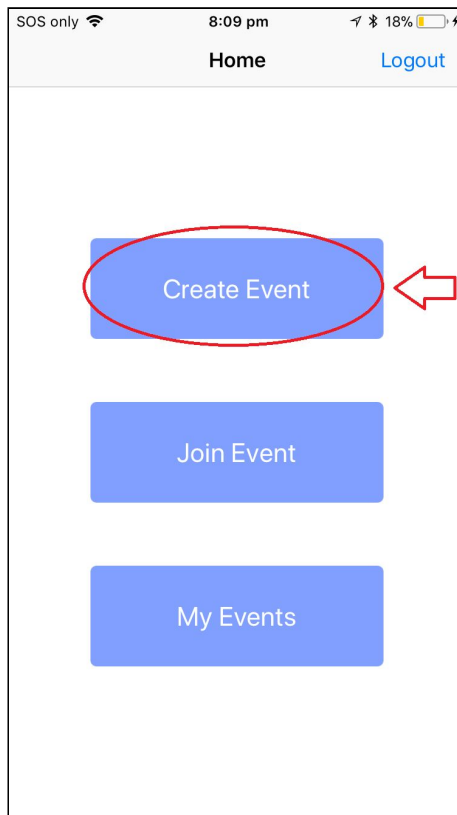 SOS only 8:09 pm 18%
Home Logout
Create Event
Join Event
My Events